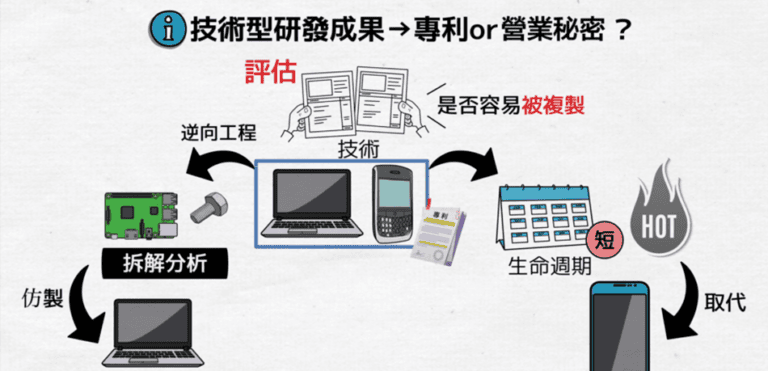 技術型研發成果→專利or營業秘密？
評估
是否容易被複製
逆向工程
技術
專利
拆解分析
短
HOT
生命週期
仿製
取代